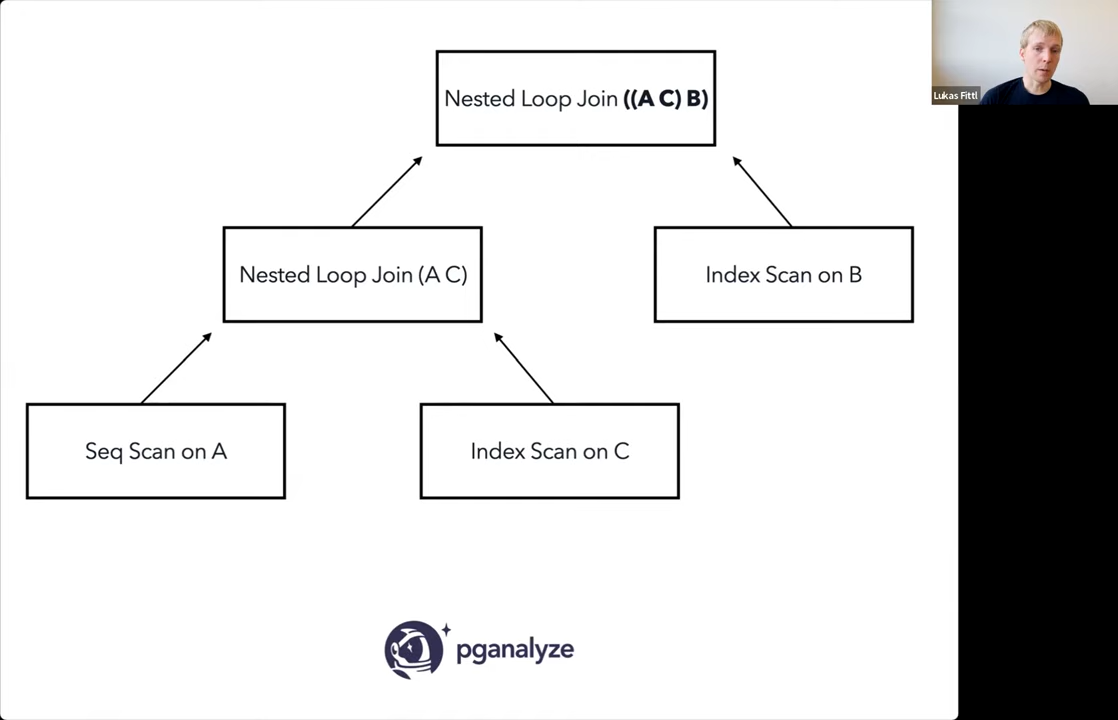 Nested Loop Join ((A C) B)
Lukas Fittl
Nested Loop Join (A C)
Index Scan on B
Seq Scan on A
Index Scan on C
pganalyze